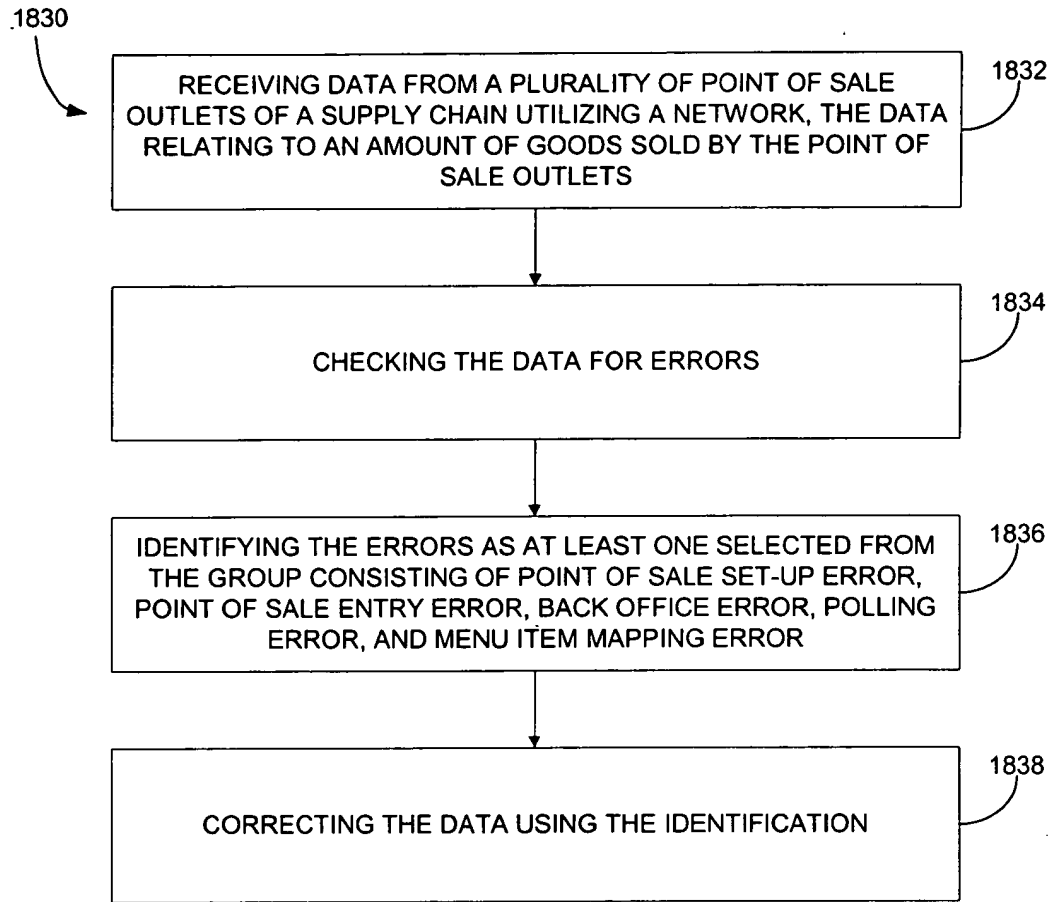 1830
RECEIVING DATA FROM A PLURALITY OF POINT OF SALE
OUTLETS OF A SUPPLY CHAIN UTILIZING A NETWORK, THE DATA
RELATING TO AN AMOUNT OF GOODS SOLD BY THE POINT OF
SALE OUTLETS
1832
CHECKING THE DATA FOR ERRORS
1834
IDENTIFYING THE ERRORS AS AT LEAST ONE SELECTED FROM
THE GROUP CONSISTING OF POINT OF SALE SET-UP ERROR,
POINT OF SALE ENTRY ERROR, BACK OFFICE ERROR, POLLING
ERROR, AND MENU ITEM MAPPING ERROR
1836
CORRECTING THE DATA USING THE IDENTIFICATION
1838